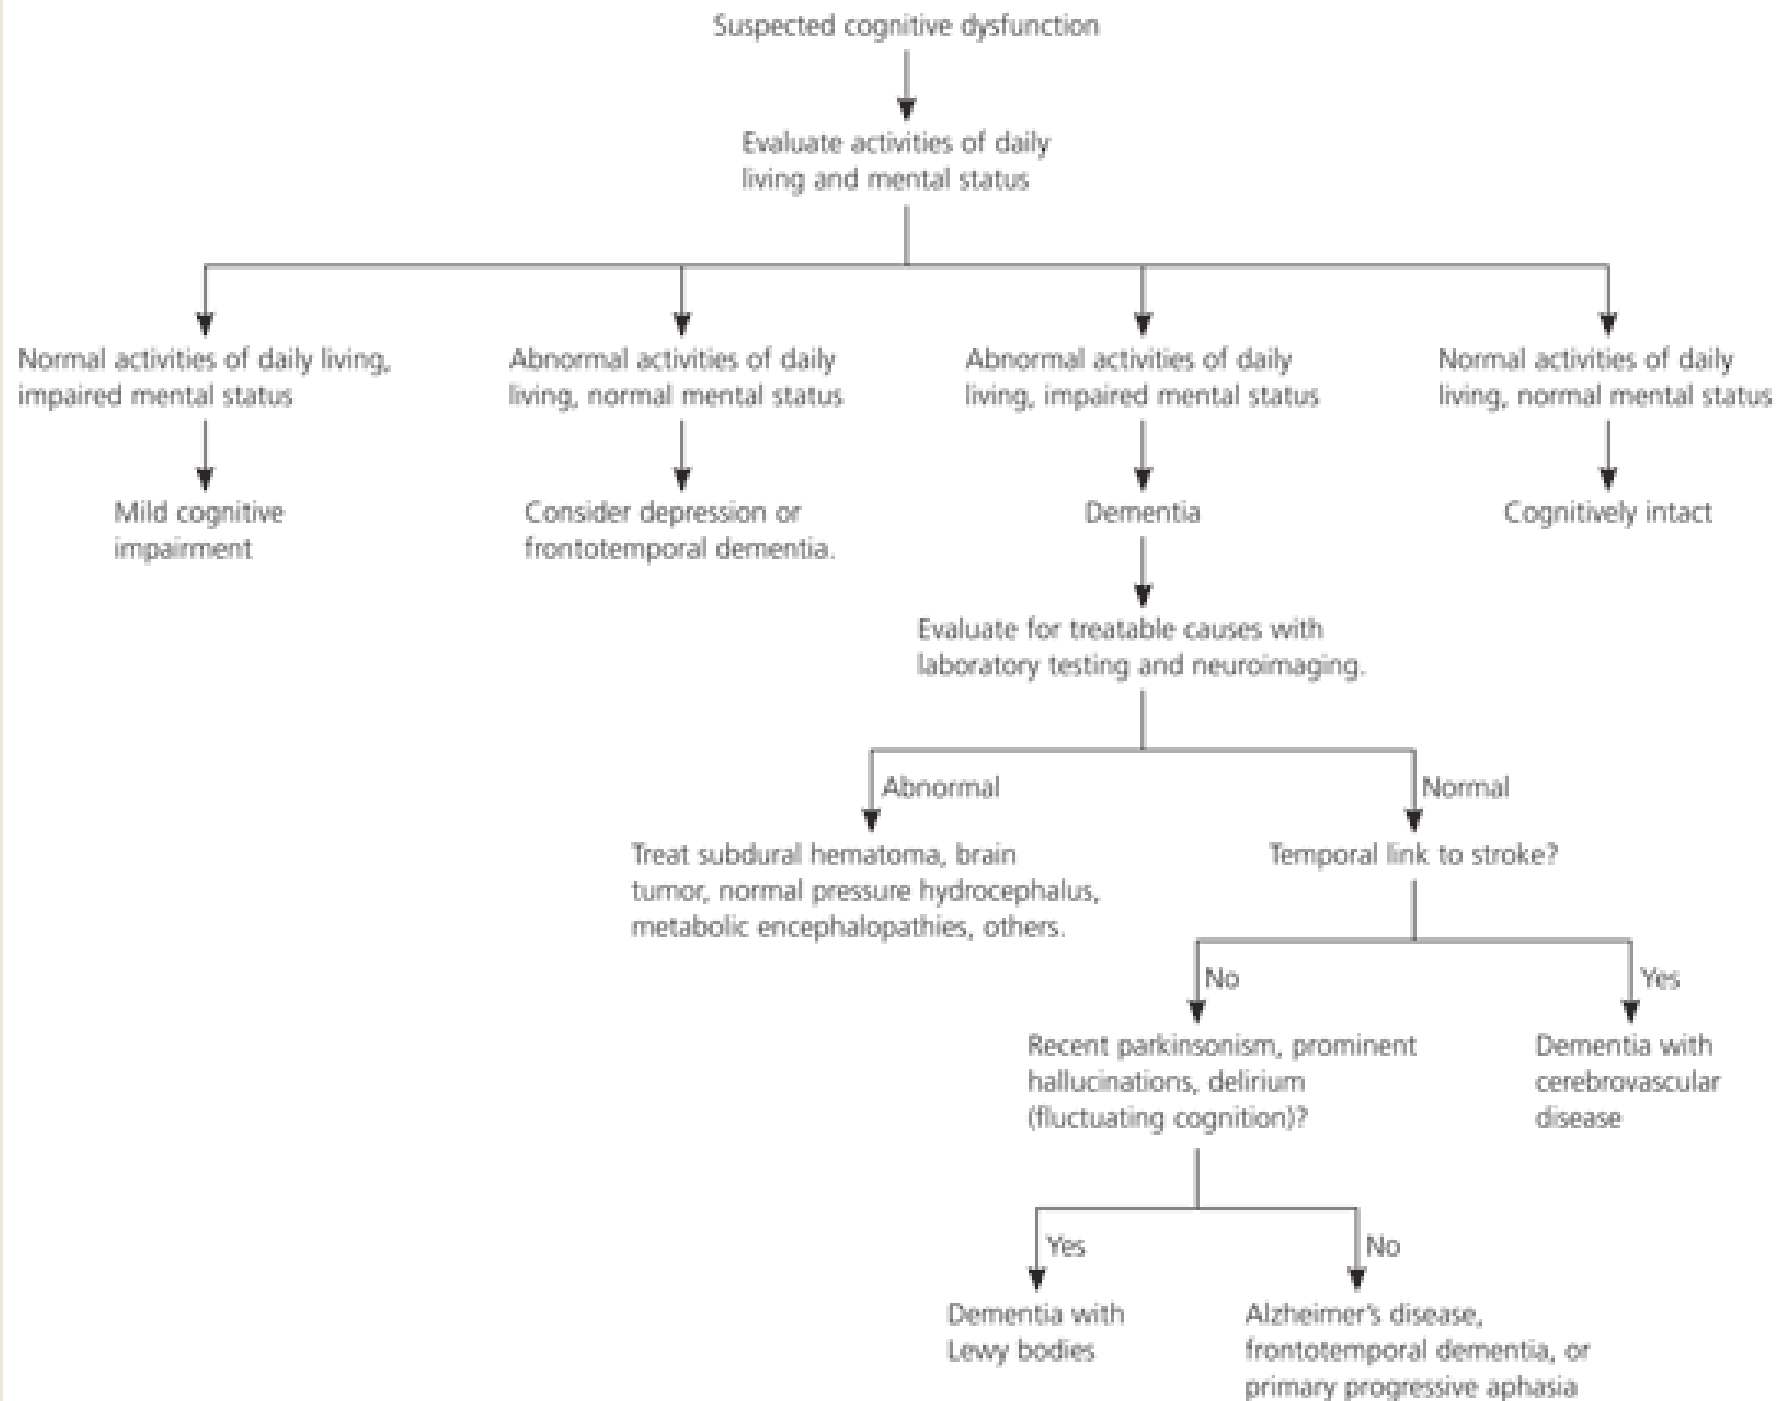 Suspected cognitive dysfunction
Evaluate activities of daily
living and mental status
Normal activities of daily living,
impaired mental status
Abnormal activities of daily
living, normal mental status
Abnormal activities of daily
living, impaired mental status
Normal activities of daily
living, normal mental status
Mild cognitive
impairment
Consider depression or
frontotemporal dementia.
Dementia
Cognitively intact
Evaluate for treatable causes with
laboratory testing and neuroimaging.
Abnormal
Normal
Treat subdural hematoma, brain
tumor, normal pressure hydrocephalus,
metabolic encephalopathies, others.
Temporal link to stroke?
No
Yes
Recent parkinsonism, prominent
hallucinations, delirium
(fluctuating cognition)?
Dementia with
cerebrovascular
disease
Yes
No
Dementia with
Lewy bodies
Alzheimer's disease,
frontotemporal dementia, or
primary progressive aphasia